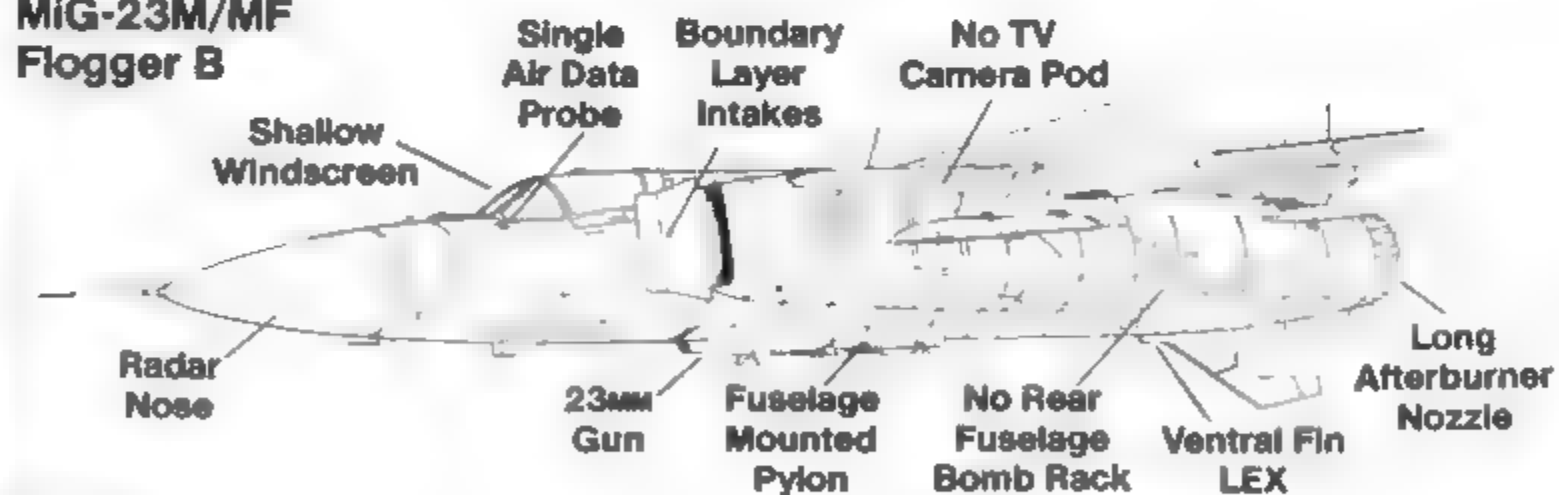 MiG-23M/MF
Flogger B
Single
Air Data
Probe
Boundary
Layer
Intakes
No TV
Camera Pod
Shallow
Windscreen
Radar
Nose
23MM
Gun
Fuselage
Mounted
Pylon
No Rear
Fuselage
Bomb Rack
Ventral Fin
LEX
Long
Afterburner
Nozzle